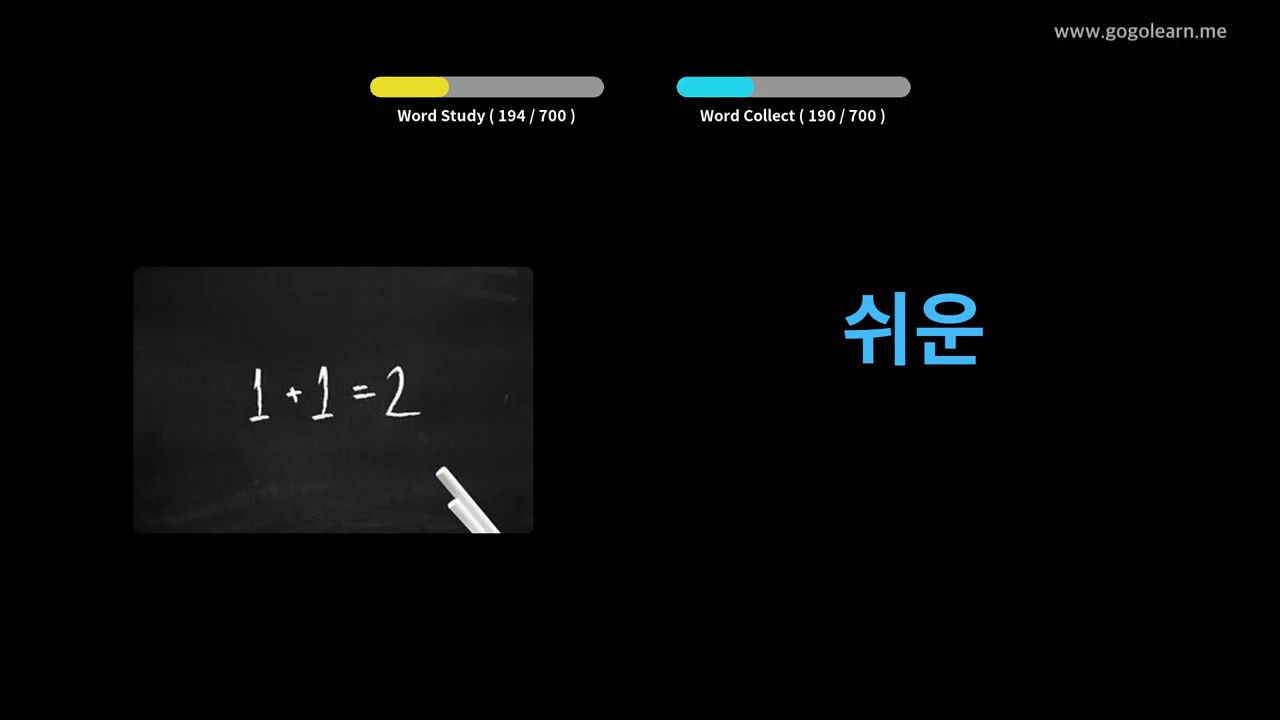 www.gogolearn.me
Word Study ( 194 / 700 )
Word Collect ( 190 / 700 )
쉬운
1 + 1 = 2